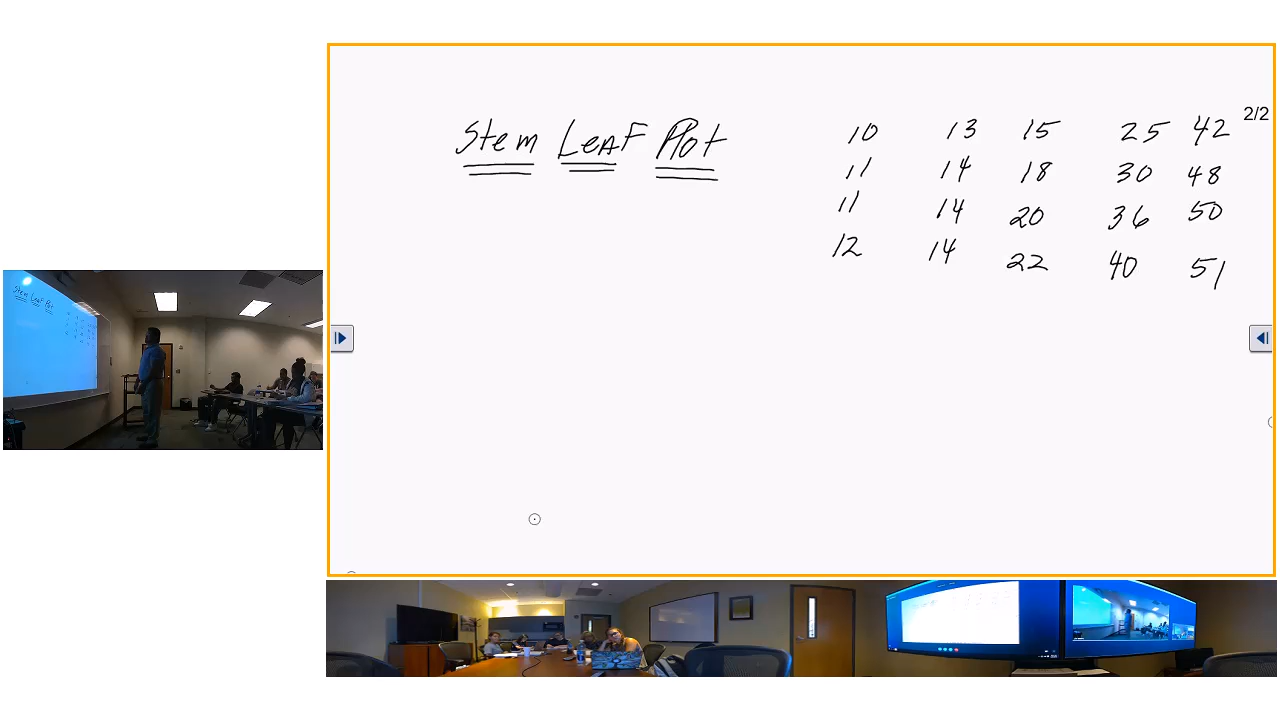 Stem Leaf Plot
2/2
10 13 15 25 42
11 14 18 30 48
11 14 20 36 50
12 14 22 40 51